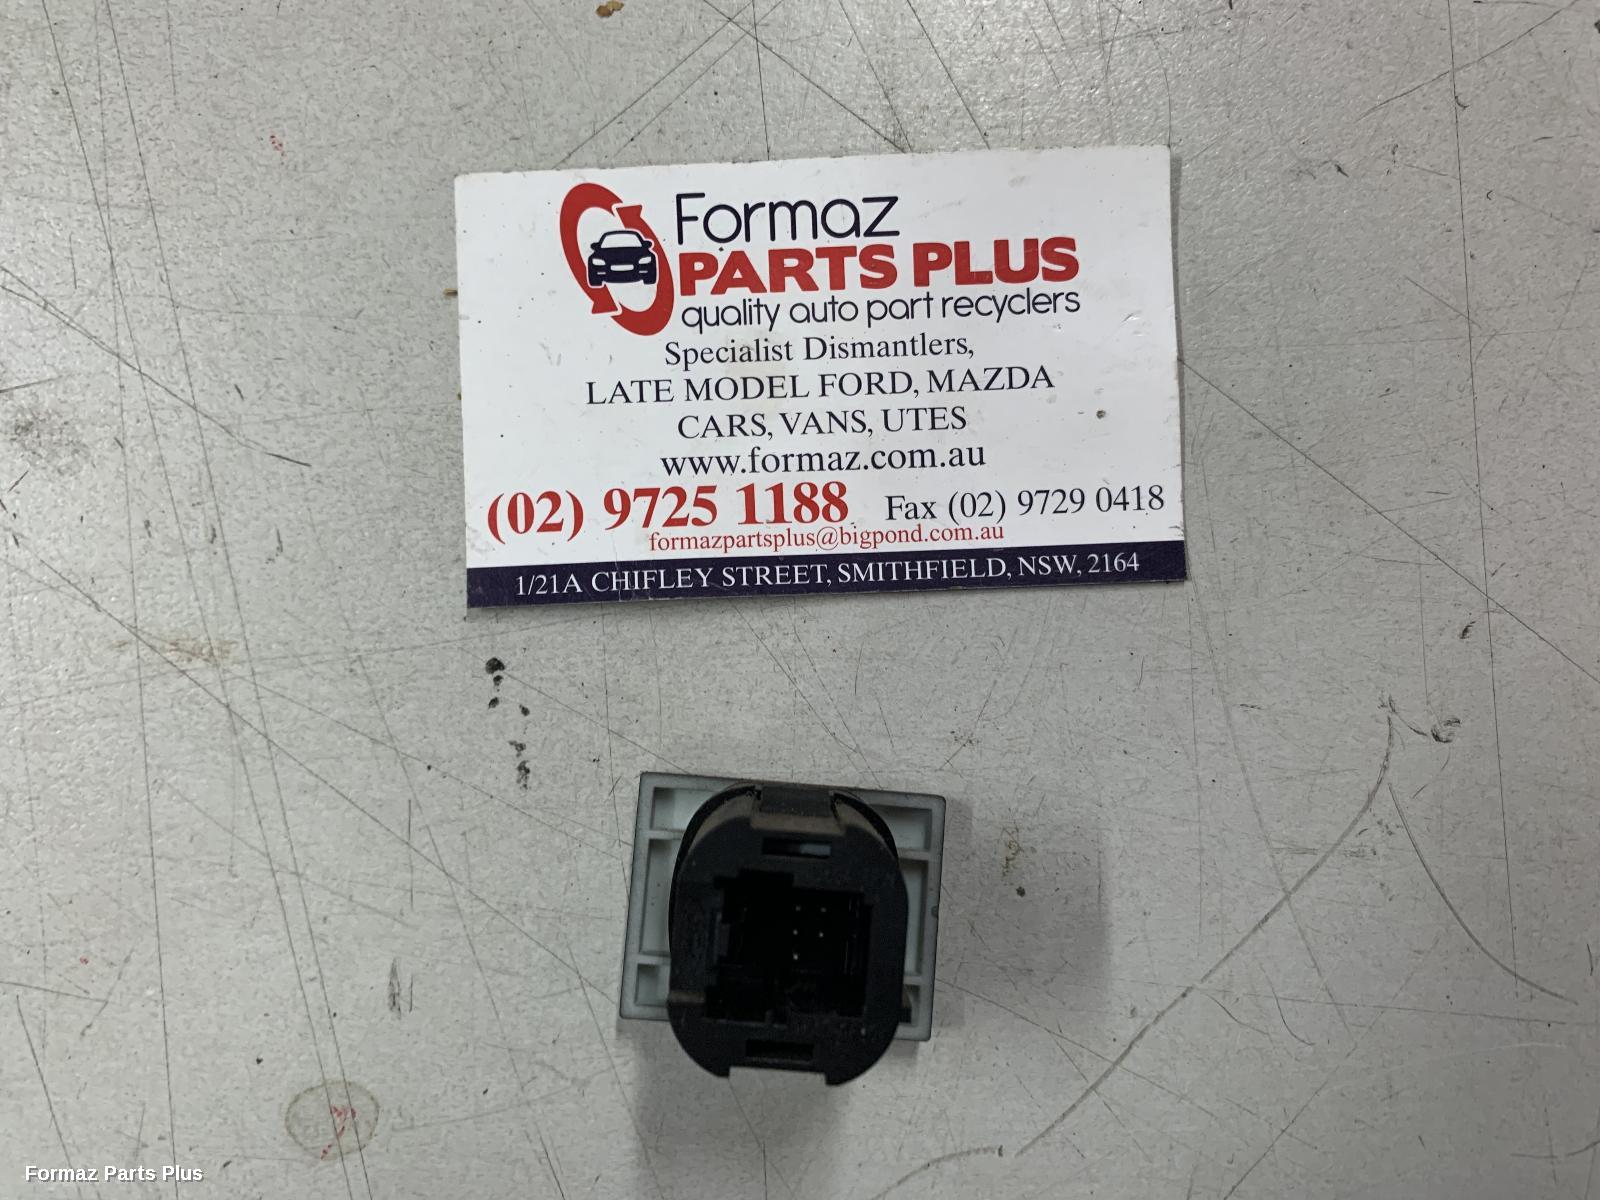 Formaz
PARTS PLUS
quality auto part recyclers
Specialist Dismantlers,
LATE MODEL FORD, MAZDA
CARS, VANS, UTES
www.formaz.com.au
(02) 9725 1188 Fax (02) 9729 0418
formazpartsplus@bigpond.com.au
1/21A CHIFLEY STREET, SMITHFIELD, NSW, 2164
Formaz Parts Plus